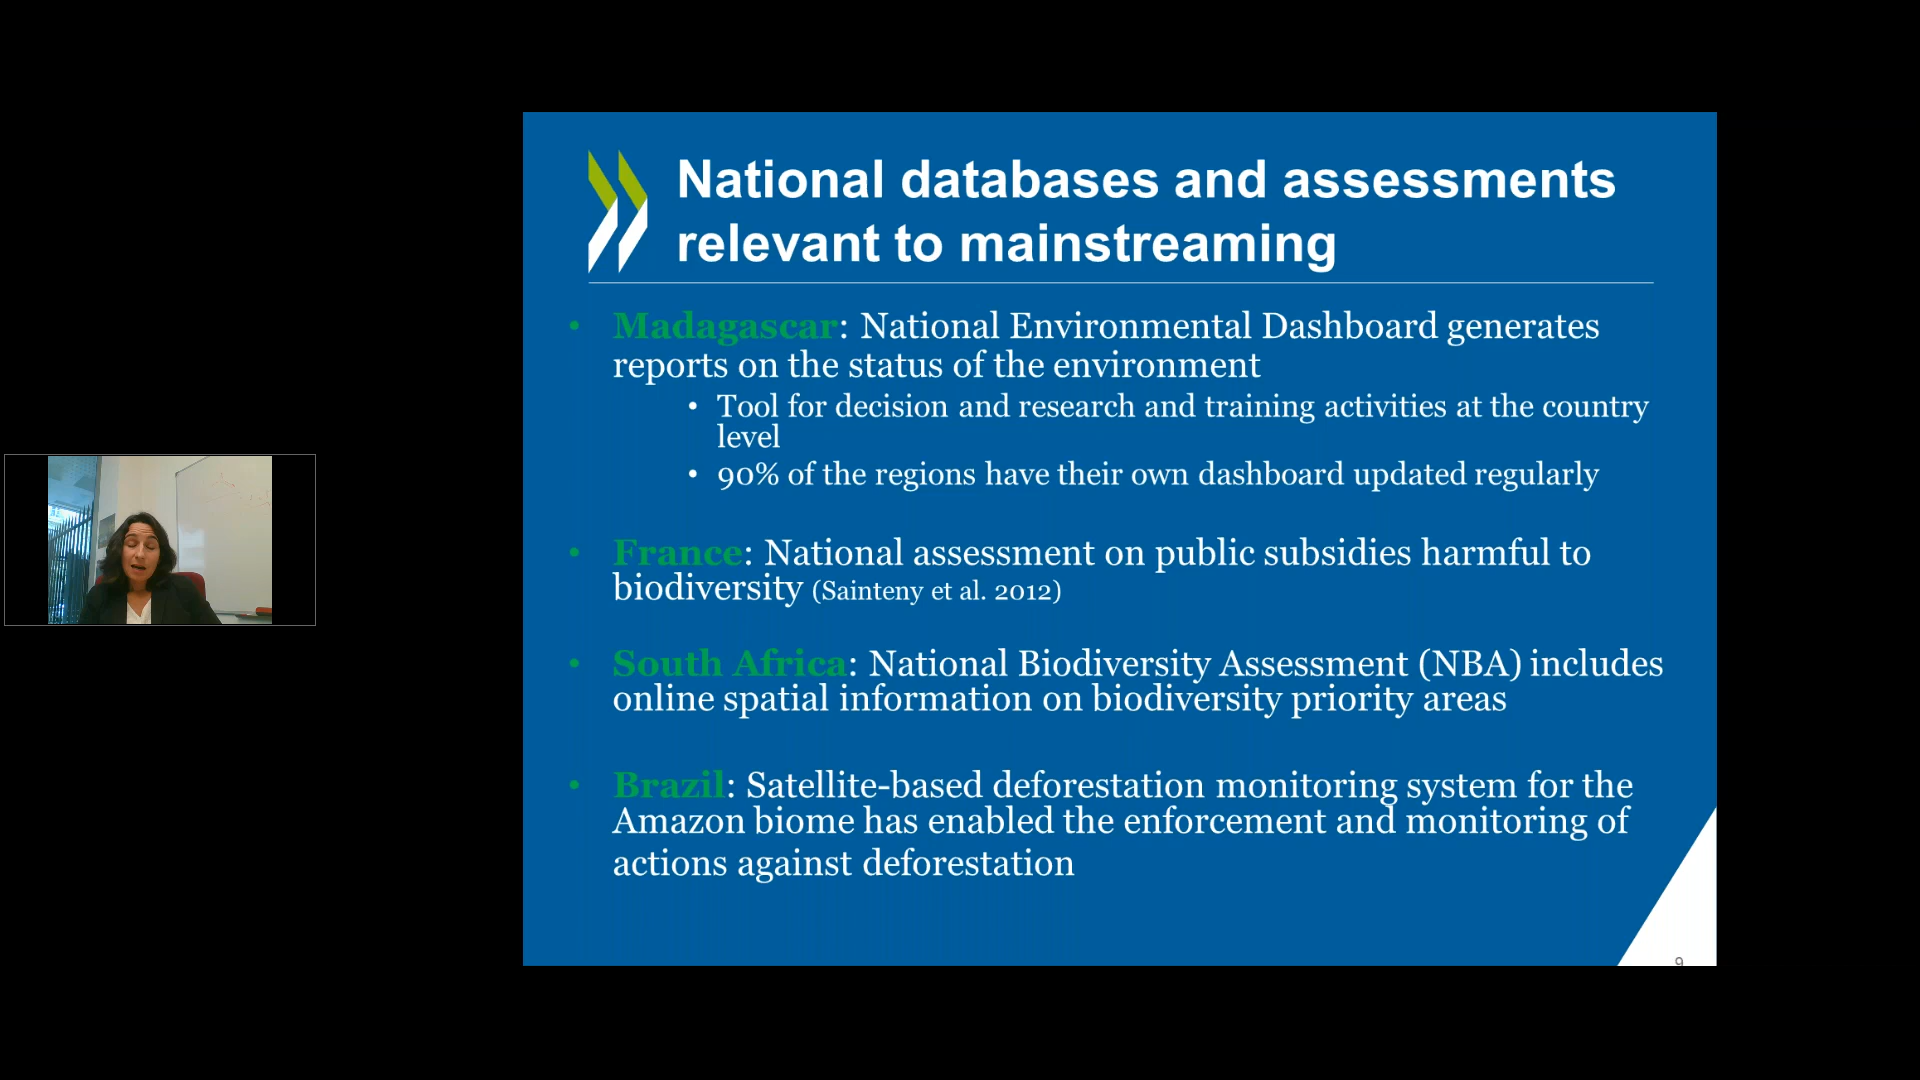 National databases and assessments
relevant to mainstreaming
• Madagascar: National Environmental Dashboard generates
reports on the status of the environment
• Tool for decision and research and training activities at the country
level
• 90% of the regions have their own dashboard updated regularly
• France: National assessment on public subsidies harmful to
biodiversity (Sainteny et al. 2012)
• South Africa: National Biodiversity Assessment (NBA) includes
online spatial information on biodiversity priority areas
• Brazil: Satellite-based deforestation monitoring system for the
Amazon biome has enabled the enforcement and monitoring of
actions against deforestation
9